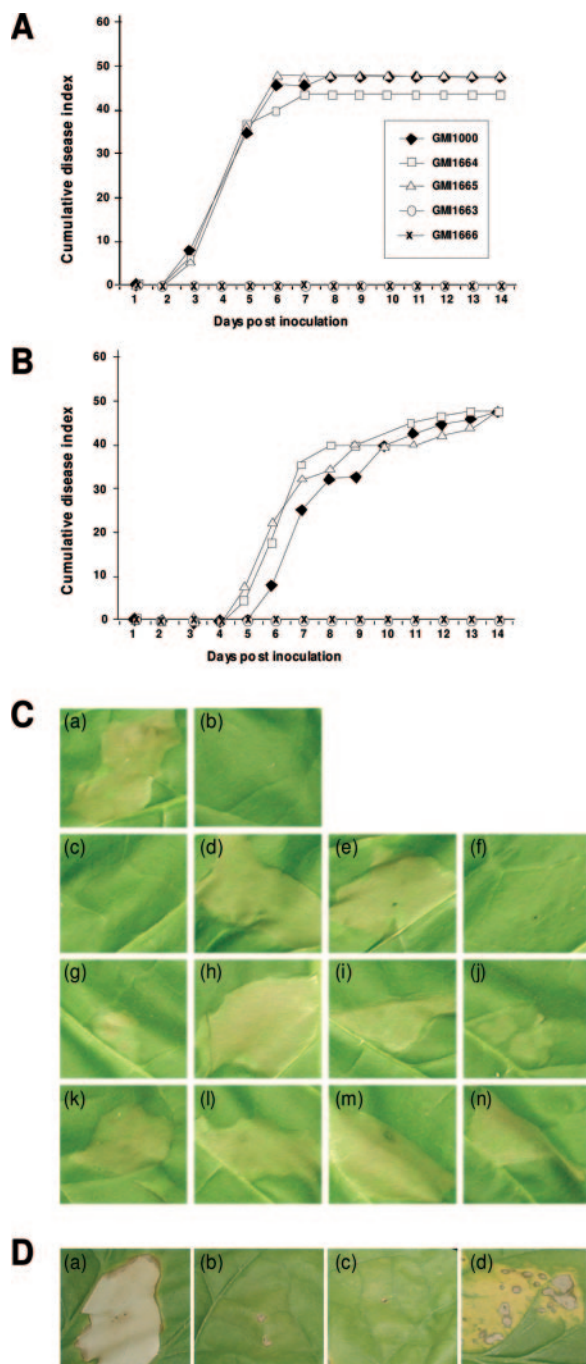 A
Cumulative disease index
60
50
40
30
20
10
0
GMI1000
GMI1664
GMI1665
GMI1663
GMI1666
1 2 3 4 5 6 7 8 9 10 11 12 13 14
Days post inoculation
B
Cumulative disease index
60
50
40
30
20
10
0
1 2 3 4 5 6 7 8 9 10 11 12 13 14
Days post inoculation
C
(a) (b)
(c) (d) (e) (f)
(g) (h) (i) (j)
(k) (l) (m) (n)
D
(a) (b) (c) (d)